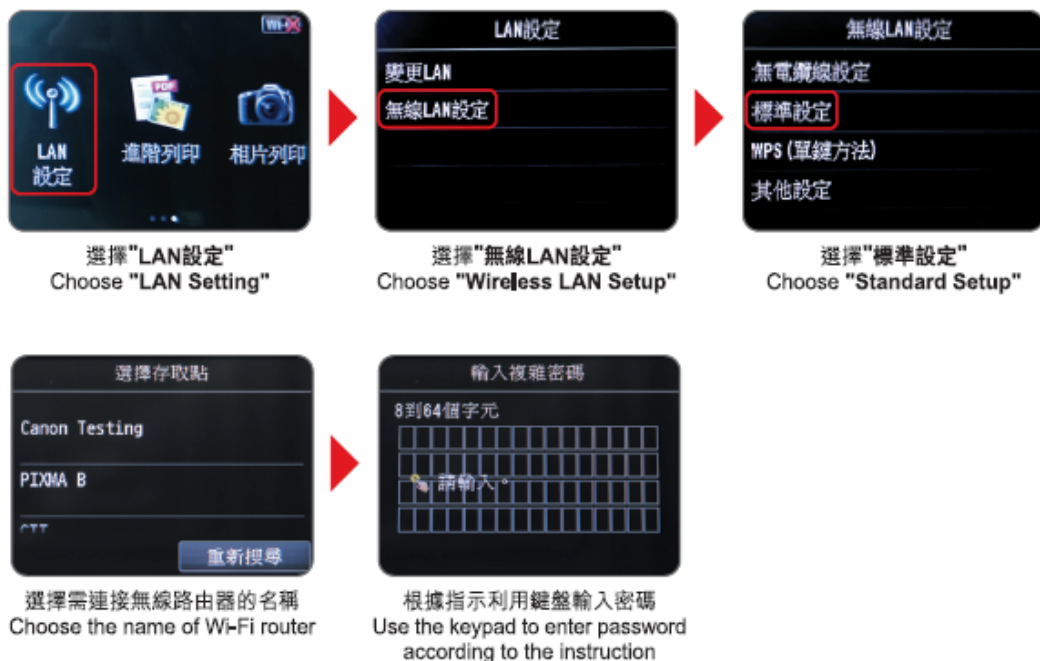 Wi-Fi
PDF
LAN
設定
進階列印
相片列印
選擇"LAN設定"
Choose "LAN Setting"
LAN設定
變更LAN
無線LAN設定
選擇"無線LAN設定"
Choose "Wireless LAN Setup"
無線LAN設定
無電纜線設定
標準設定
WPS(單鍵方法)
其他設定
選擇"標準設定"
Choose "Standard Setup"
選擇存取點
Canon Testing
PIXMA B
重新搜尋
選擇需連接無線路由器的名稱
Choose the name of Wi-Fi router
輸入複雜密碼
8到64個字元
請輸入。
根據指示利用鍵盤輸入密碼
Use the keypad to enter password
according to the instruction